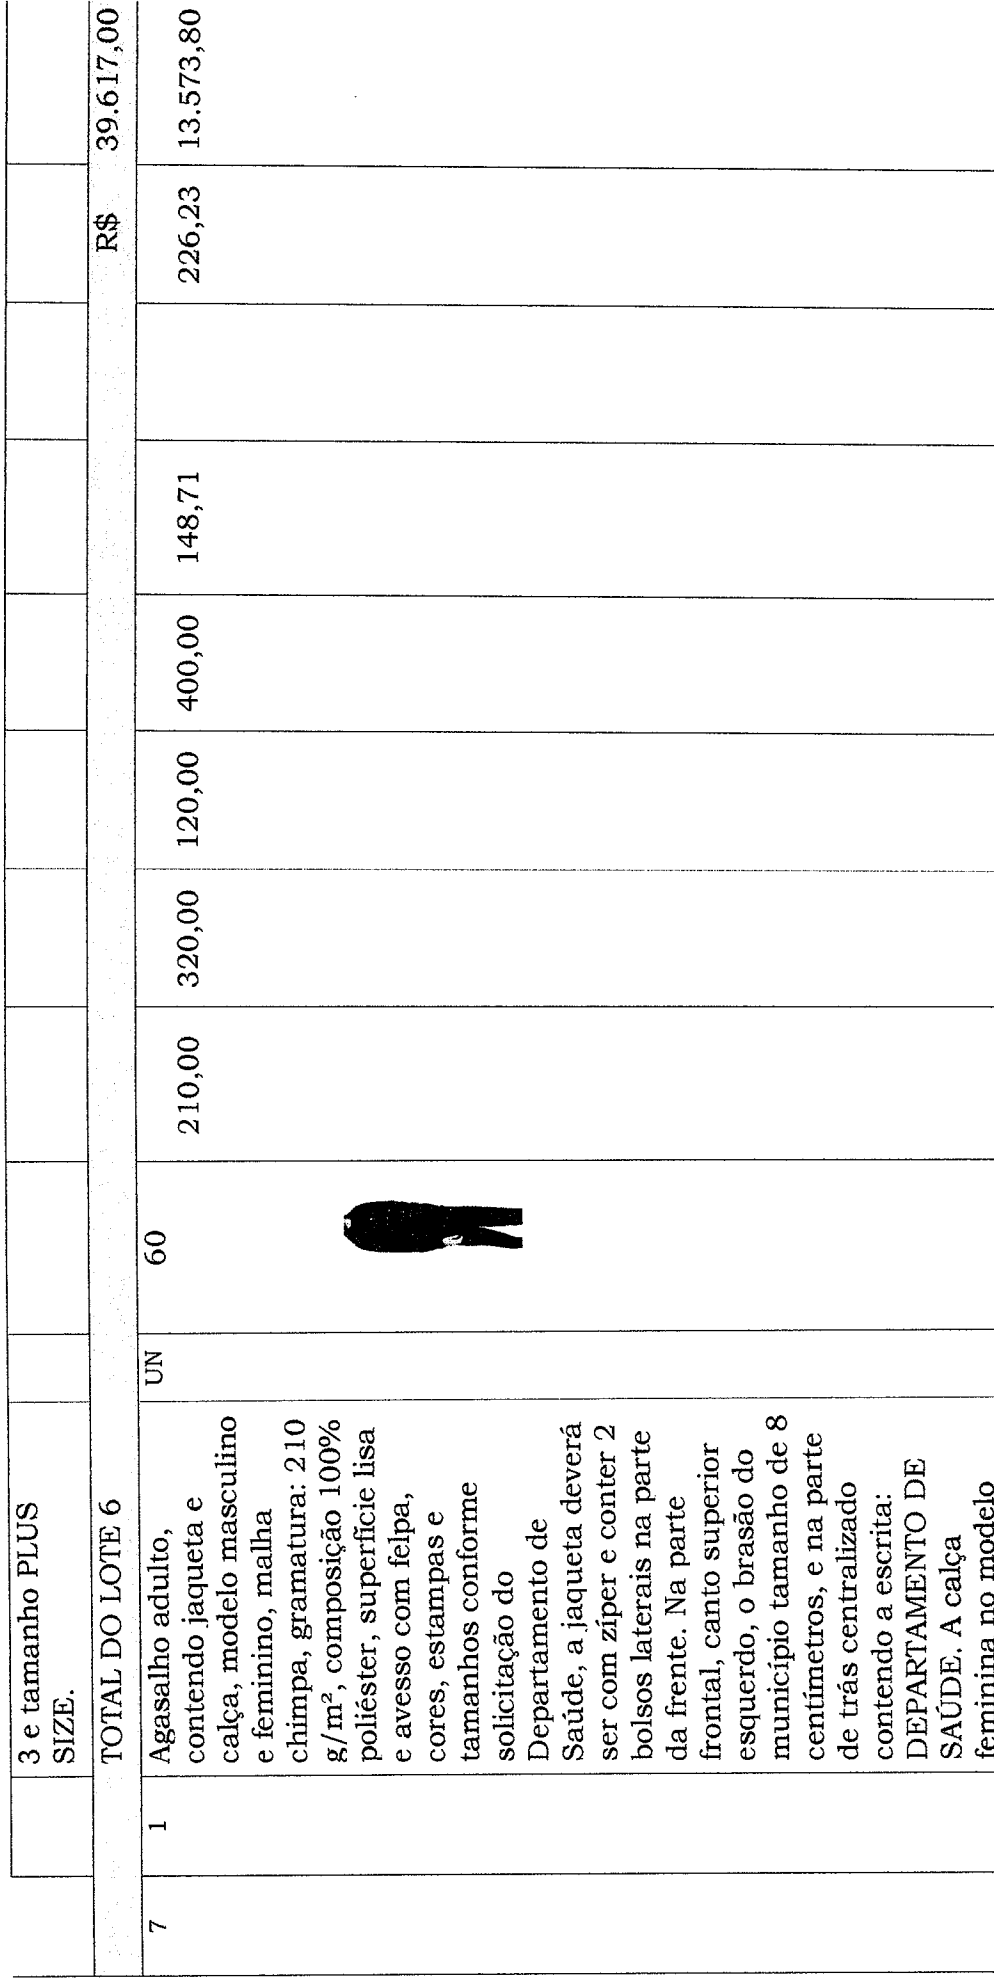 3 e tamanho PLUS
SIZE.
TOTAL DO LOTE 6 R$ 39.617,00
7 1 Agasalho adulto, UN 60 210,00 320,00 120,00 400,00 148,71 226,23 13.573,80
contendo jaqueta e
calça, modelo masculino
e feminino, malha
chimpa, gramatura: 210
g/m², composição 100%
poliéster, superfície lisa
e avesso com felpa,
cores, estampas e
tamanhos conforme
solicitação do
Departamento de
Saúde, a jaqueta deverá
ser com zíper e conter 2
bolsos laterais na parte
da frente. Na parte
frontal, canto superior
esquerdo, o brasão do
município tamanho de 8
centímetros, e na parte
de trás centralizado
contendo a escrita:
DEPARTAMENTO DE
SAÚDE. A calça
feminina no modelo